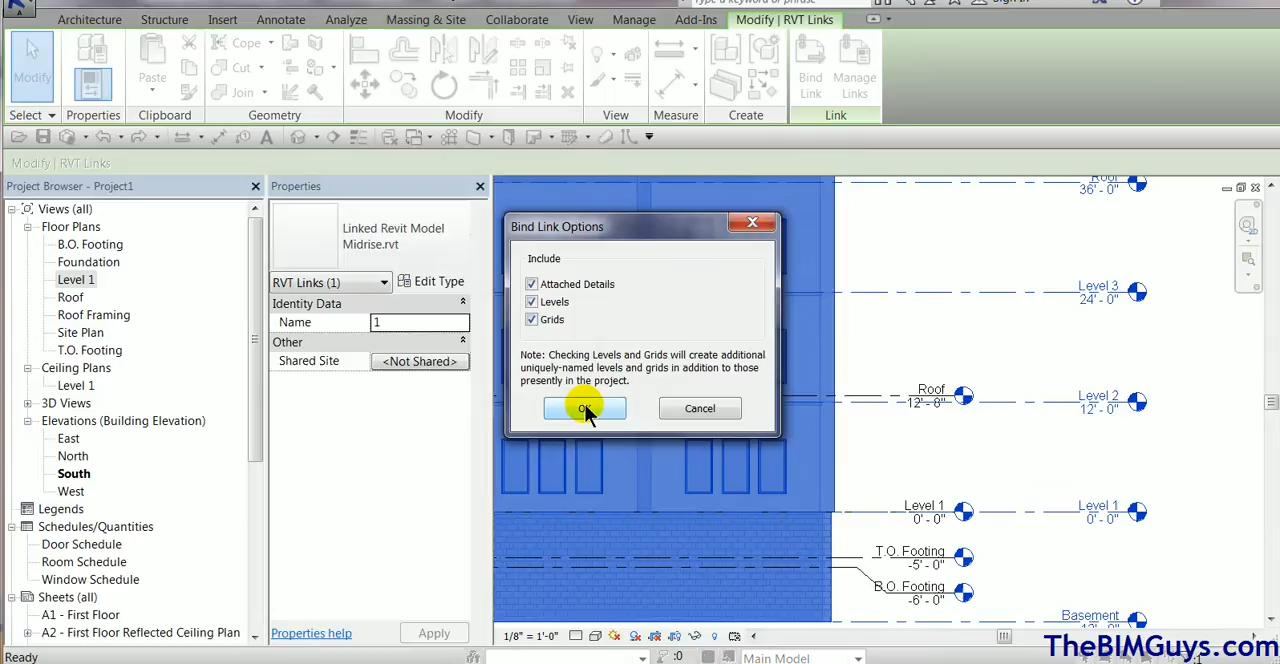 Type a keyword or phrase
Sign In
Architecture Structure Insert Annotate Analyze Massing & Site Collaborate View Manage Add-Ins Modify | RVT Links
Modify
Paste
Cope
Cut
Join
Bind Link
Manage Links
Select Properties Clipboard Geometry Modify View Measure Create Link
Modify | RVT Links
Project Browser - Project1
Views (all)
Floor Plans
B.O. Footing
Foundation
Level 1
Roof
Roof Framing
Site Plan
T.O. Footing
Ceiling Plans
Level 1
3D Views
Elevations (Building Elevation)
East
North
South
West
Legends
Schedules/Quantities
Door Schedule
Room Schedule
Window Schedule
Sheets (all)
A1 - First Floor
A2 - First Floor Reflected Ceiling Plan
Properties
Linked Revit Model
Midrise.rvt
RVT Links (1)
Edit Type
Identity Data
Name 1
Other
Shared Site <Not Shared>
Properties help
Apply
Bind Link Options
Include
Attached Details
Levels
Grids
Note: Checking Levels and Grids will create additional
uniquely-named levels and grids in addition to those
presently in the project.
OK
Cancel
Roof
36' - 0"
Level 3
24' - 0"
Roof
Level 2
12' - 0"
Level 1
0' - 0"
Level 1
0' - 0"
T.O. Footing
-5' - 0"
B.O. Footing
-6' - 0"
Basement
1/8" = 1'-0"
TheBIMGuys.com
Ready
:0
Main Model